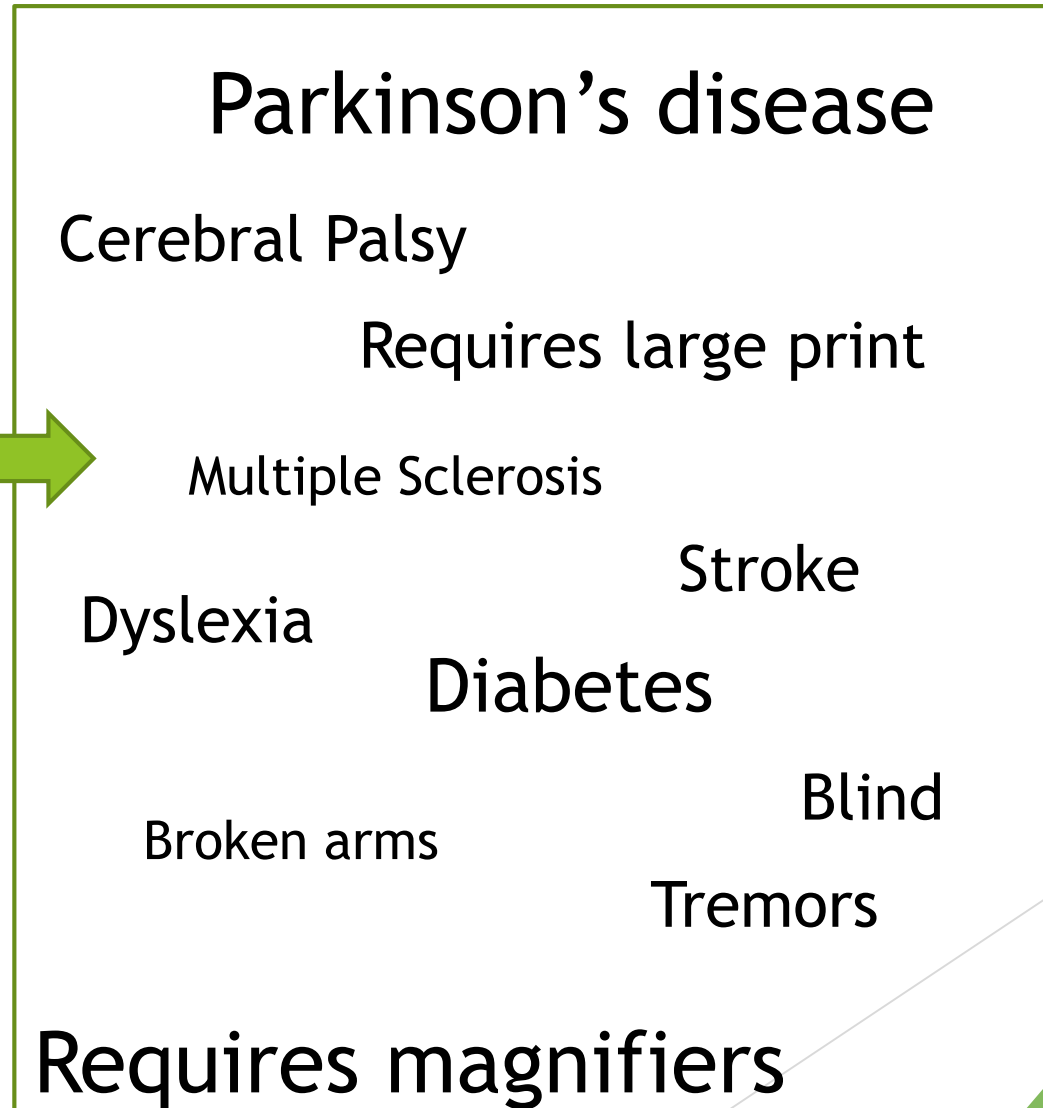 Parkinson’s disease
Cerebral Palsy
Requires large print
Multiple Sclerosis
Stroke
Dyslexia
Diabetes
Blind
Broken arms
Tremors
Requires magnifiers